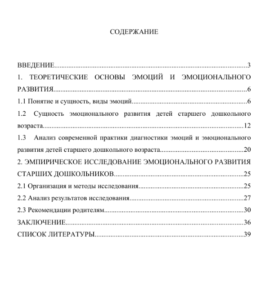 СОДЕРЖАНИЕ
ВВЕДЕНИЕ........................................................................3
1. ТЕОРЕТИЧЕСКИЕ ОСНОВЫ ЭМОЦИЙ И ЭМОЦИОНАЛЬНОГО
РАЗВИТИЯ........................................................................6
1.1 Понятие и сущность, виды эмоций.............................................6
1.2 Сущность эмоционального развития детей старшего дошкольного
возраста........................................................................12
1.3 Анализ современной практики диагностики эмоций и эмоционального
развития детей старшего дошкольного возраста....................................20
2. ЭМПИРИЧЕСКОЕ ИССЛЕДОВАНИЕ ЭМОЦИОНАЛЬНОГО РАЗВИТИЯ
СТАРШИХ ДОШКОЛЬНИКОВ............................................................25
2.1 Организация и методы исследования...........................................25
2.2 Анализ результатов исследования.............................................27
2.3 Рекомендации родителям......................................................30
ЗАКЛЮЧЕНИЕ......................................................................36
СПИСОК ЛИТЕРАТУРЫ...............................................................39